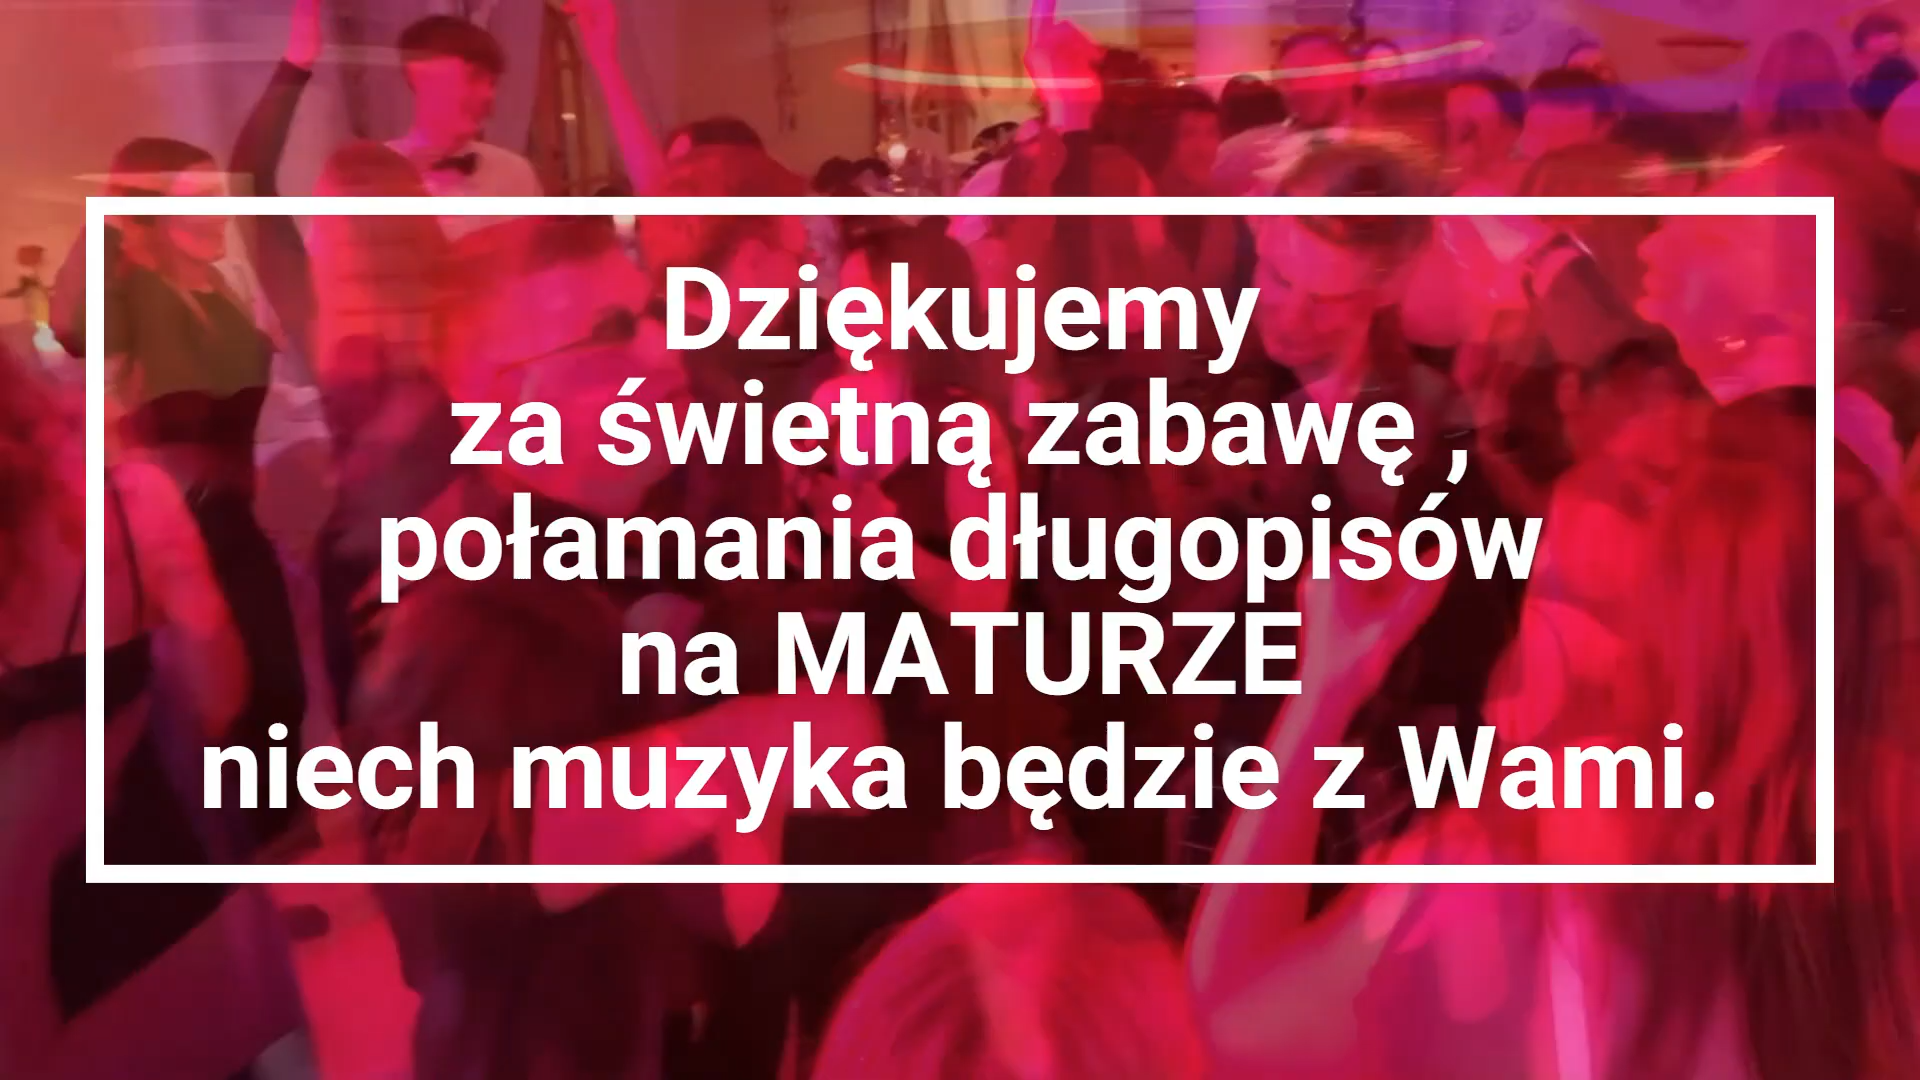 Dziękujemy
za świetną zabawę ,
połamania długopisów
na MATURZE
niech muzyka będzie z Wami.